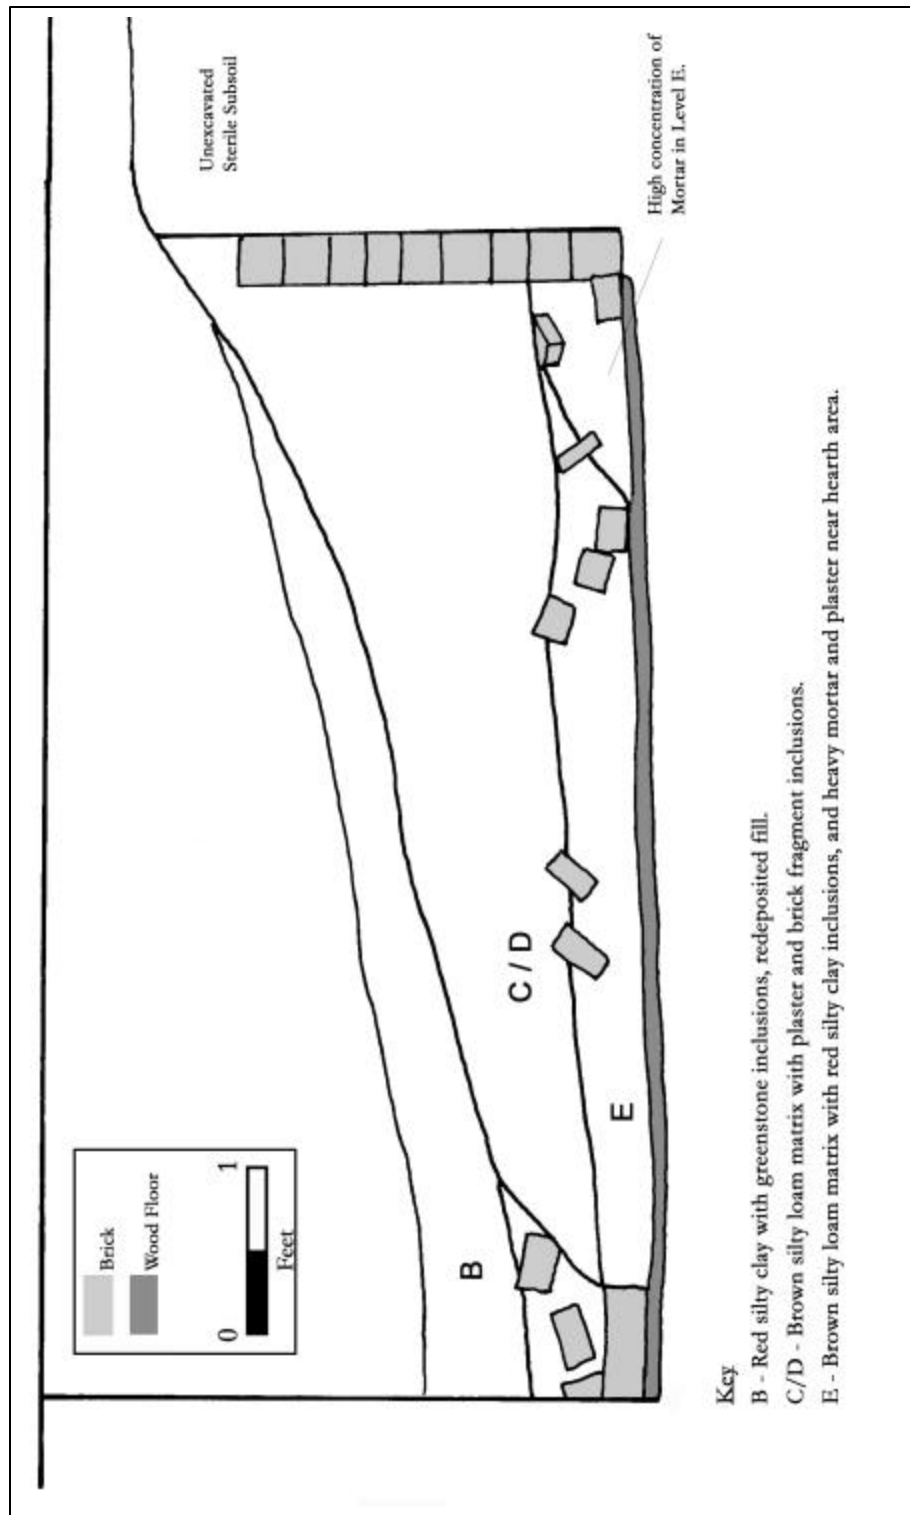 Unexcavated
Sterile Subsoil
High concentration of
Mortar in Level E.
C / D
E
B
Brick
Wood Floor
0 1
Feet
Key
B - Red silty clay with greenstone inclusions, redeposited fill.
C/D - Brown silty loam matrix with plaster and brick fragment inclusions.
E - Brown silty loam matrix with red silty clay inclusions, and heavy mortar and plaster near hearth area.